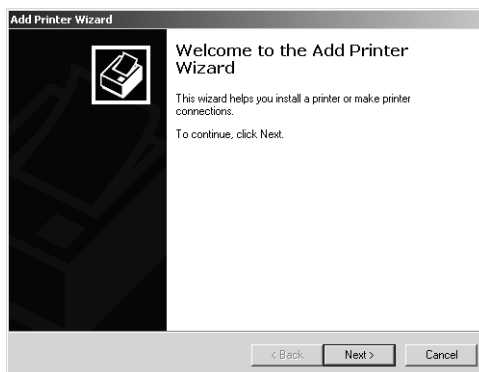 Add Printer Wizard
Welcome to the Add Printer
Wizard
This wizard helps you install a printer or make printer
connections.
To continue, click Next.
< Back
Next >
Cancel